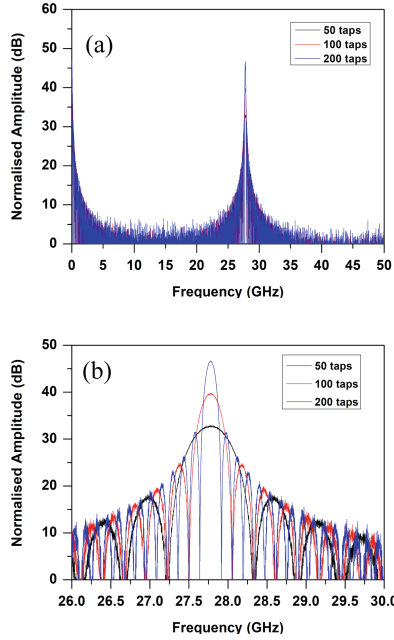 60
50
40
30
20
10
0
Normalised Amplitude (dB)
(a)
50 taps
100 taps
200 taps
0 5 10 15 20 25 30 35 40 45 50
Frequency (GHz)
50
40
30
20
10
0
Normalised Amplitude (dB)
(b)
50 taps
100 taps
200 taps
26.0 26.5 27.0 27.5 28.0 28.5 29.0 29.5 30.0
Frequency (GHz)